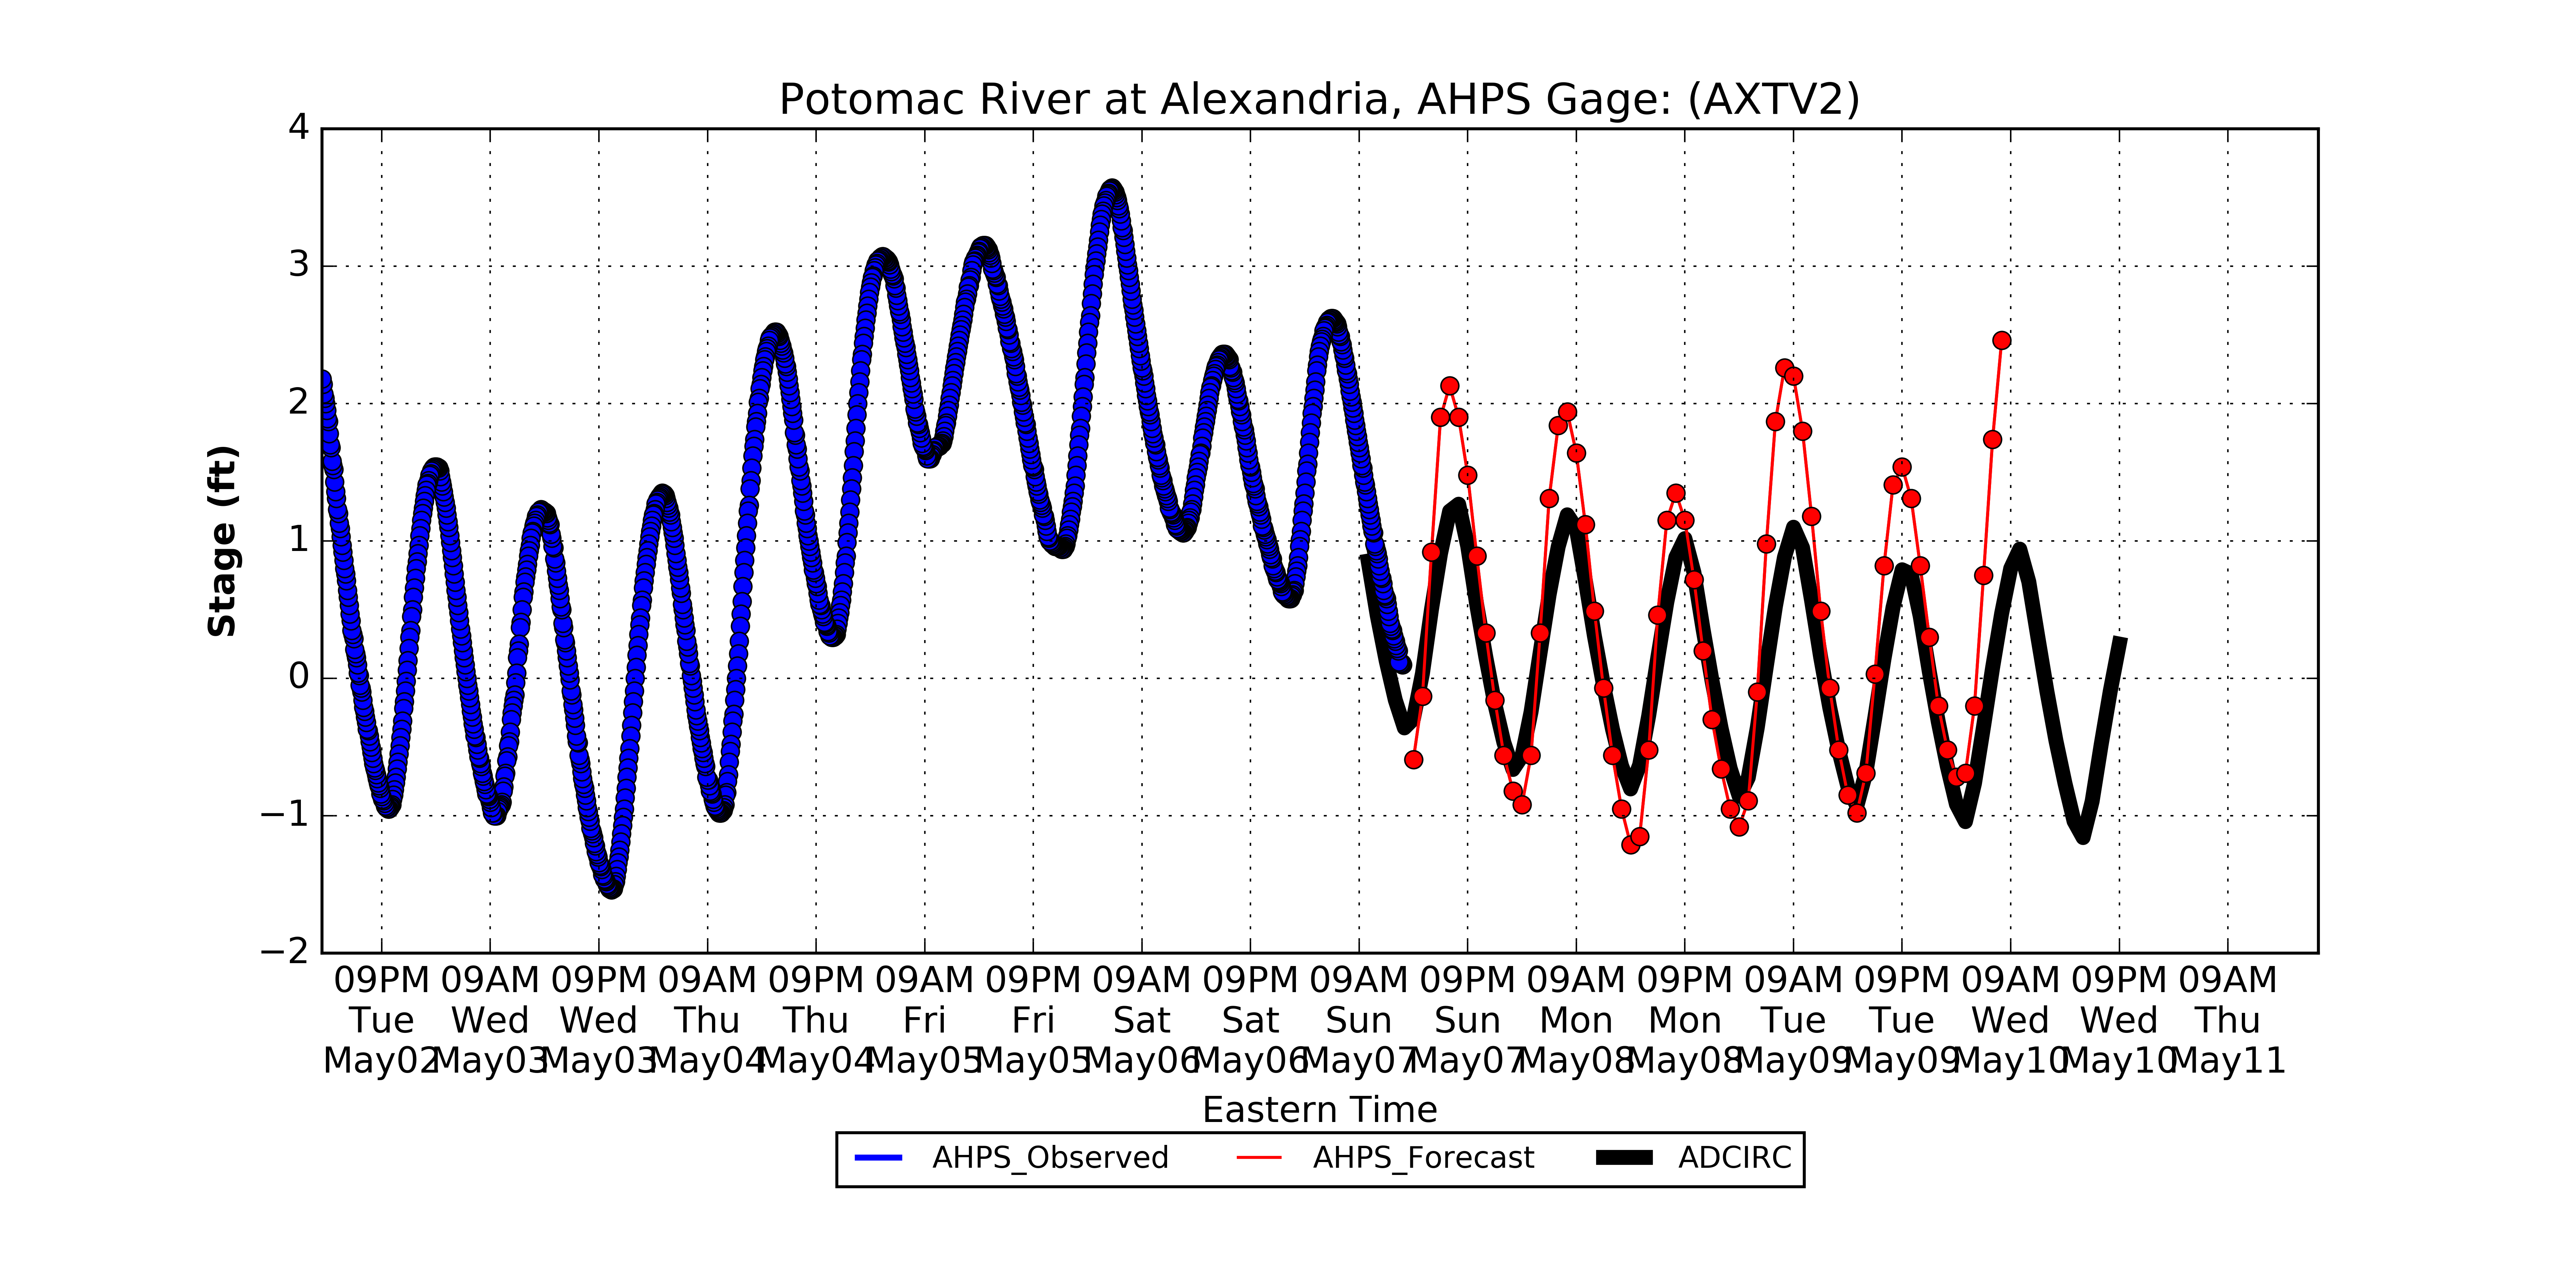 Potomac River at Alexandria, AHPS Gage: (AXTV2)
4
3
2
1
0
−1
−2
Stage (ft)
09PM 09AM 09PM 09AM 09PM 09AM 09PM 09AM 09PM 09AM 09PM 09AM 09PM 09AM 09PM 09AM 09PM 09AM
Tue Wed Wed Thu Thu Fri Fri Sat Sat Sun Sun Mon Mon Tue Tue Wed Wed Thu
May02 May03 May03 May04 May04 May05 May05 May06 May06 May07 May07 May08 May08 May09 May09 May10 May10 May11
Eastern Time
AHPS_Observed AHPS_Forecast ADCIRC